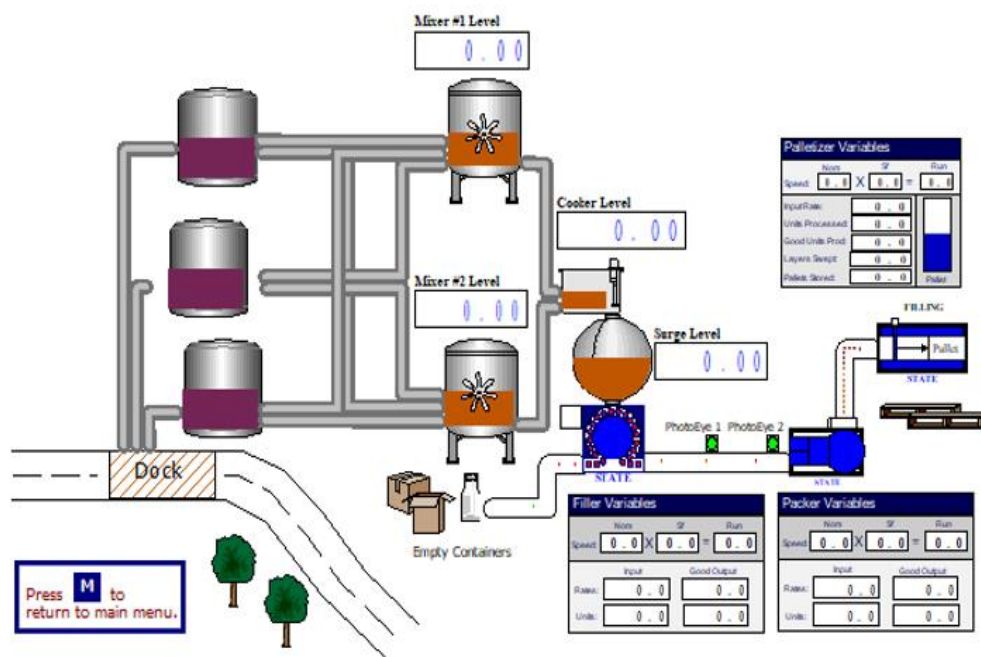 Mixer #1 Level
0.00
Palletizer Variables
Nom Sf Run
Speed: 0.0 X 0.0 = 0.0
Input Rate: 0.0
Units Processed: 0.0
Good Units Prod: 0.0
Layers Swept: 0.0
Pallets Stored: 0.0
Pallet
Cooker Level
0.00
Mixer #2 Level
0.00
FILLING
Surge Level
0.00
Pallet
STATE
PhotoEye 1 PhotoEye 2
Dock
STATE
STATE
Empty Containers
Filler Variables
Nom Sf Run
Speed: 0.0 X 0.0 = 0.0
Input Good Output
Rates: 0.0 0.0
Units: 0.0 0.0
Packer Variables
Nom Sf Run
Speed: 0.0 X 0.0 = 0.0
Input Good Output
Rates: 0.0 0.0
Units: 0.0 0.0
Press M to
return to main menu.